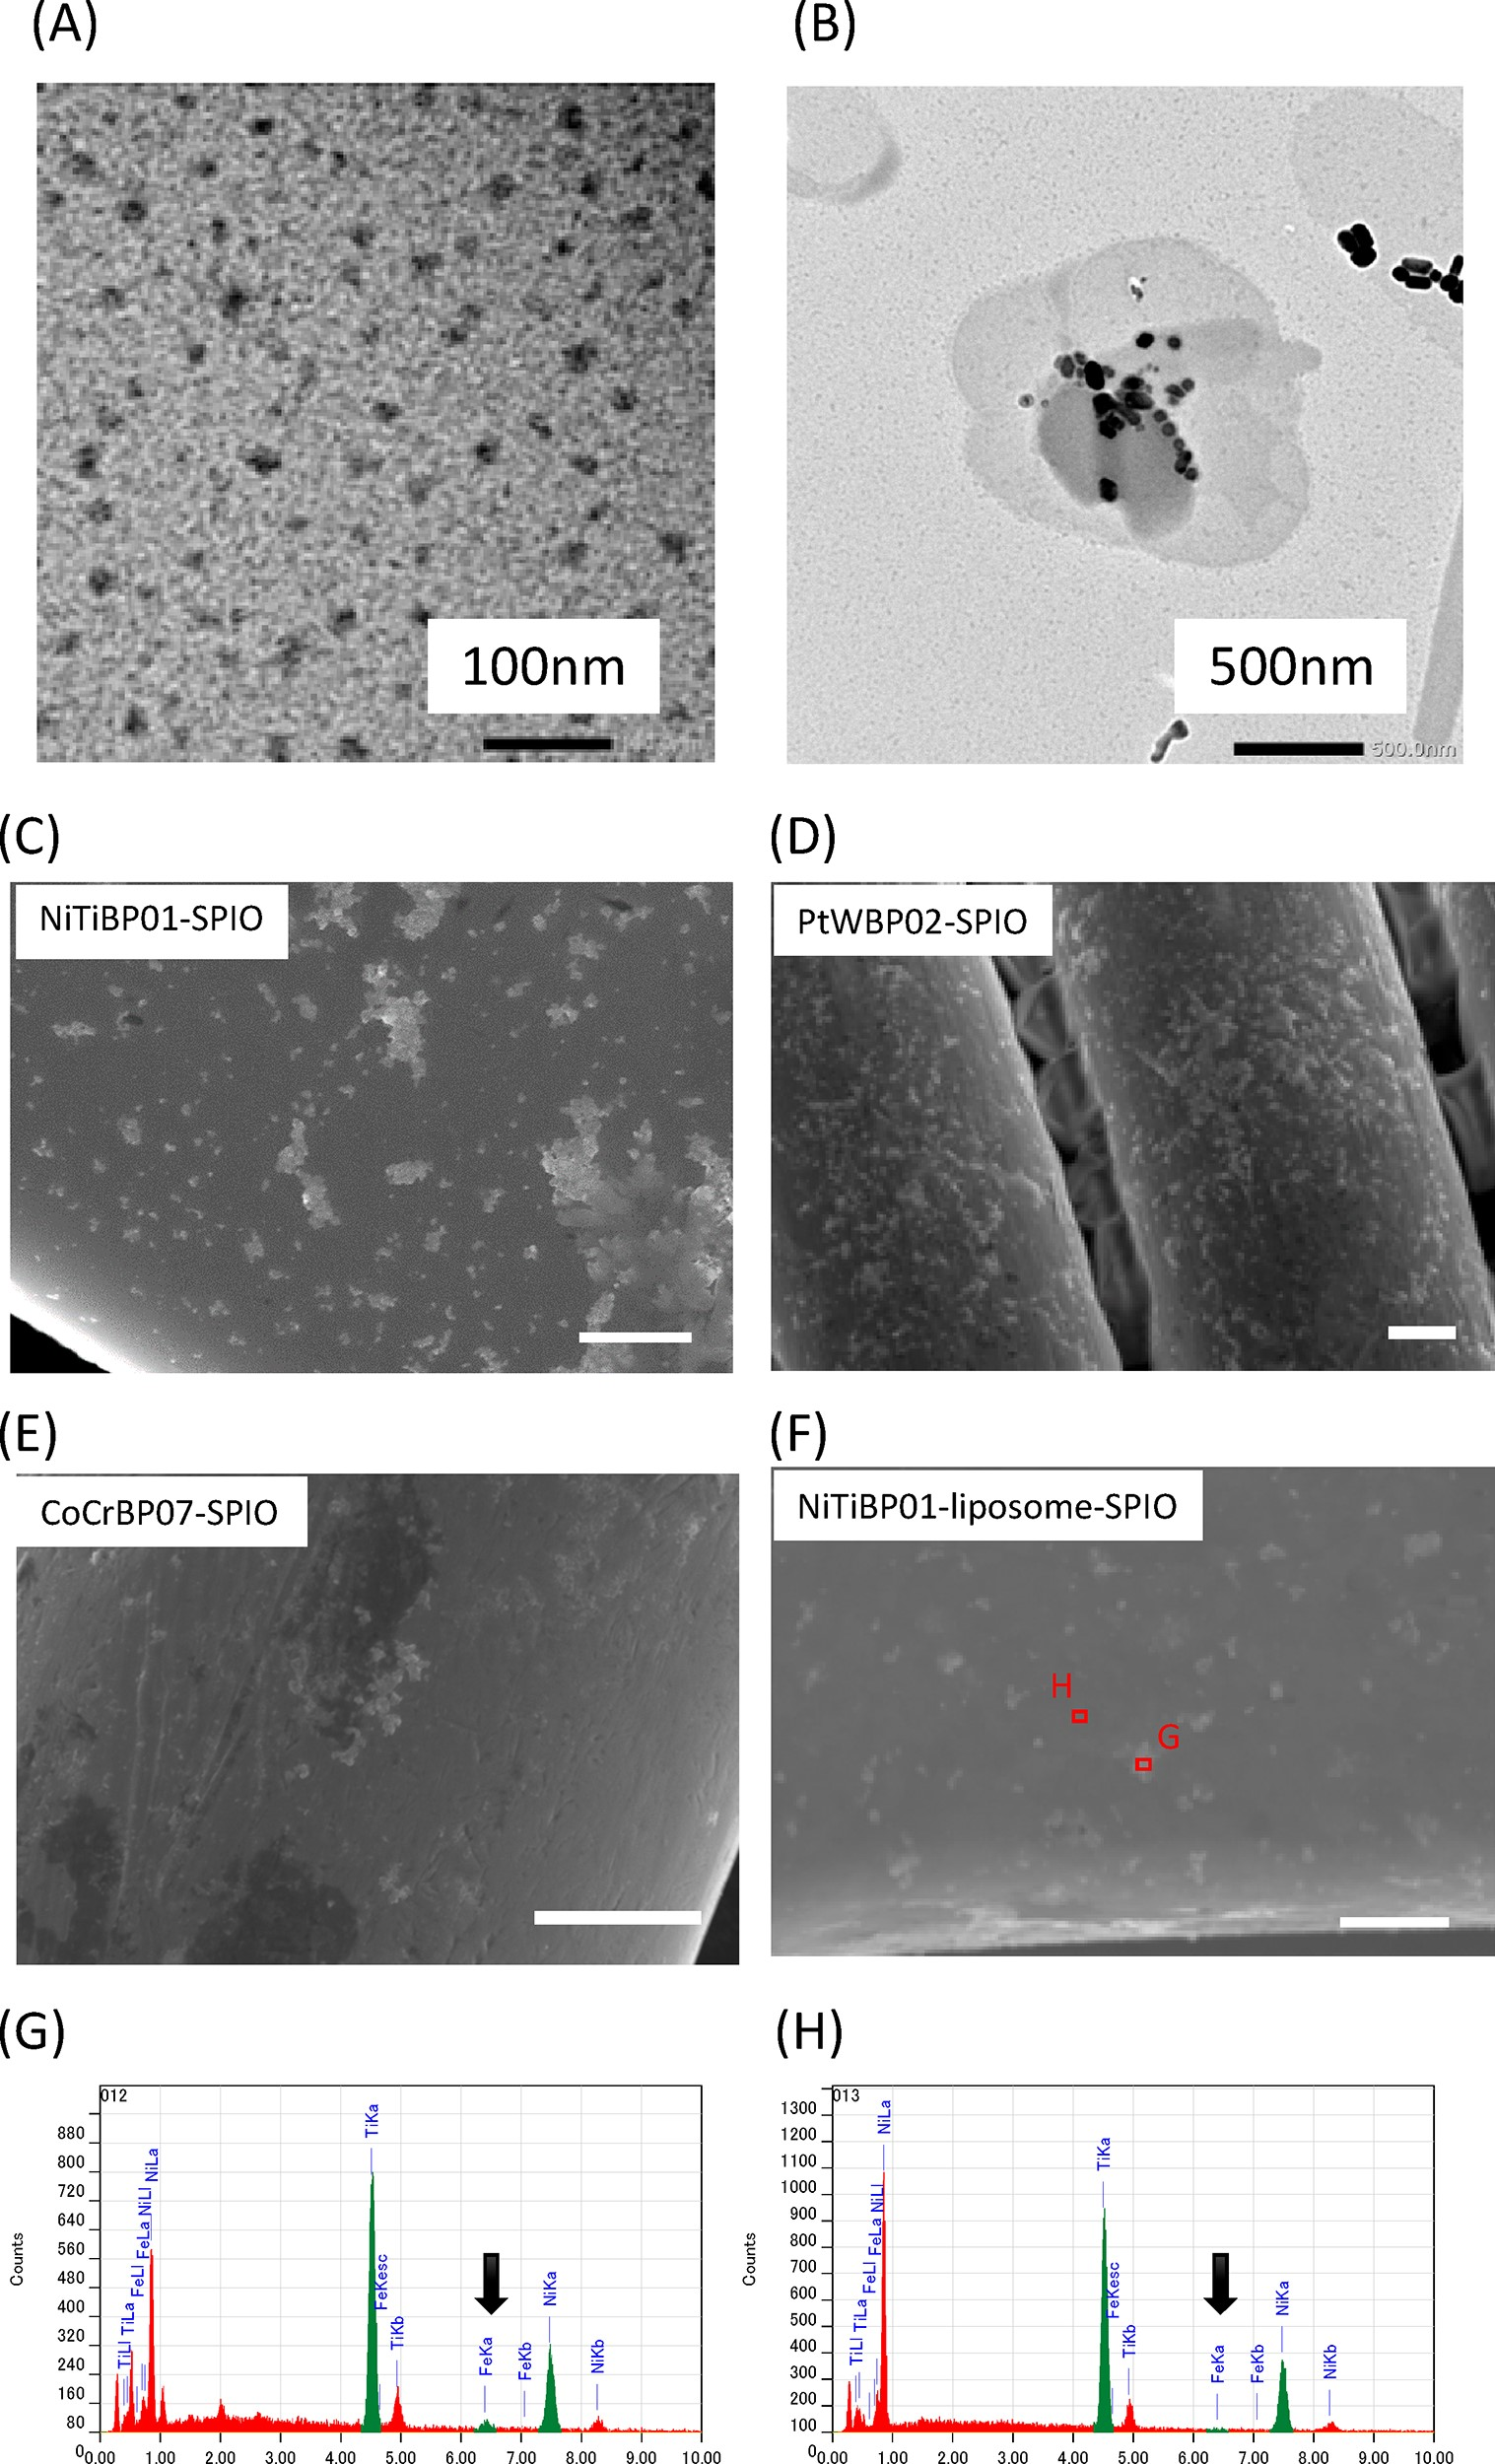 (A)
(B)
100nm
500nm
500.0nm
(C)
(D)
NiTiBP01-SPIO
PtWBP02-SPIO
(E)
(F)
CoCrBP07-SPIO
NiTiBP01-liposome-SPIO
H
G
(G)
(H)
012
Counts
880
800
720
640
560
480
400
320
240
160
80
0
TiLl
TiLa
FeLl
FeLa
NiLl
NiLa
TiKa
FeKesc
TiKb
FeKa
FeKb
NiKa
NiKb
0.00 1.00 2.00 3.00 4.00 5.00 6.00 7.00 8.00 9.00 10.00
013
Counts
1300
1200
1100
1000
900
800
700
600
500
400
300
200
100
0
TiLl
TiLa
FeLl
FeLa
NiLl
NiLa
TiKa
FeKesc
TiKb
FeKa
FeKb
NiKa
NiKb
0.00 1.00 2.00 3.00 4.00 5.00 6.00 7.00 8.00 9.00 10.00